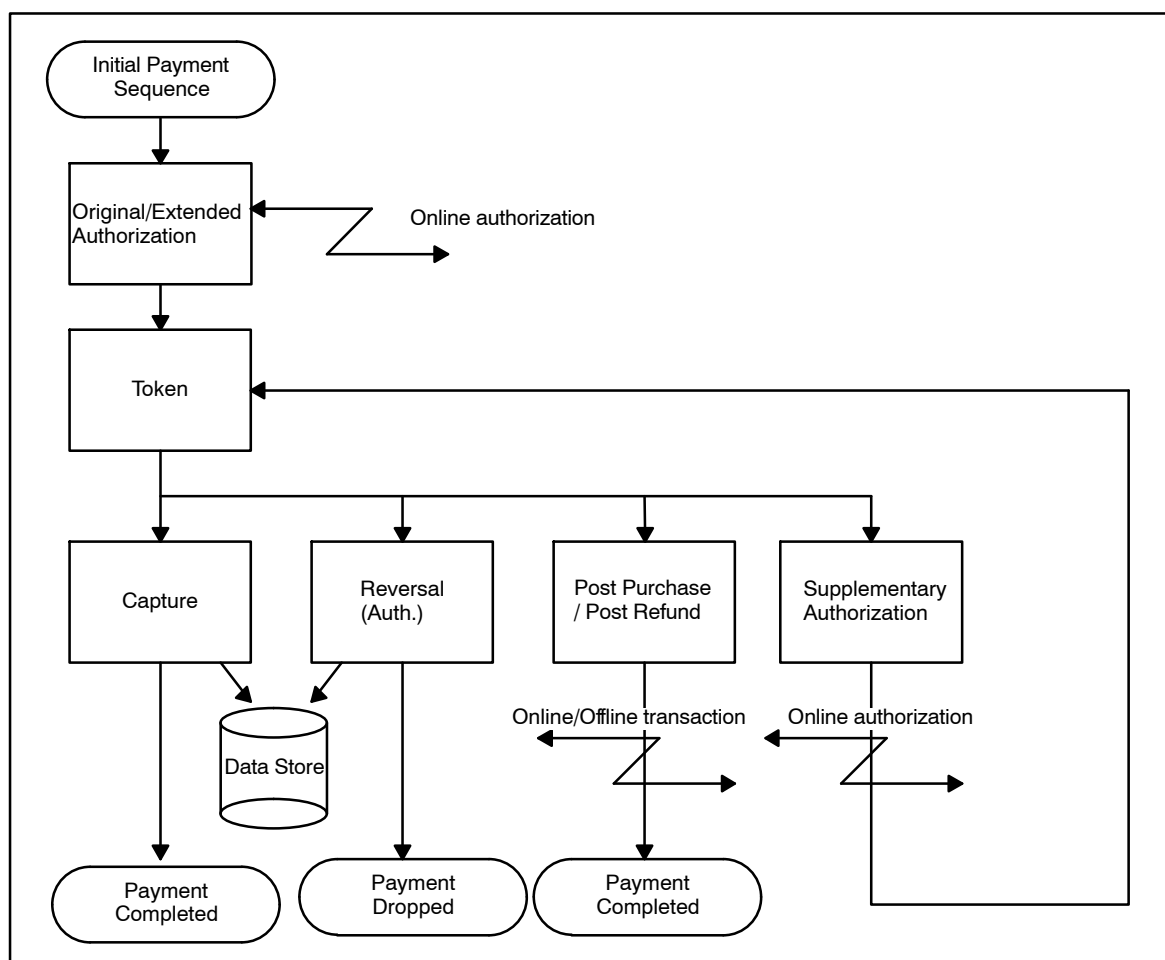 Initial Payment
Sequence
Original/Extended
Authorization
Online authorization
Token
Capture
Reversal
(Auth.)
Post Purchase
/ Post Refund
Supplementary
Authorization
Online/Offline transaction
Online authorization
Data Store
Payment
Completed
Payment
Dropped
Payment
Completed